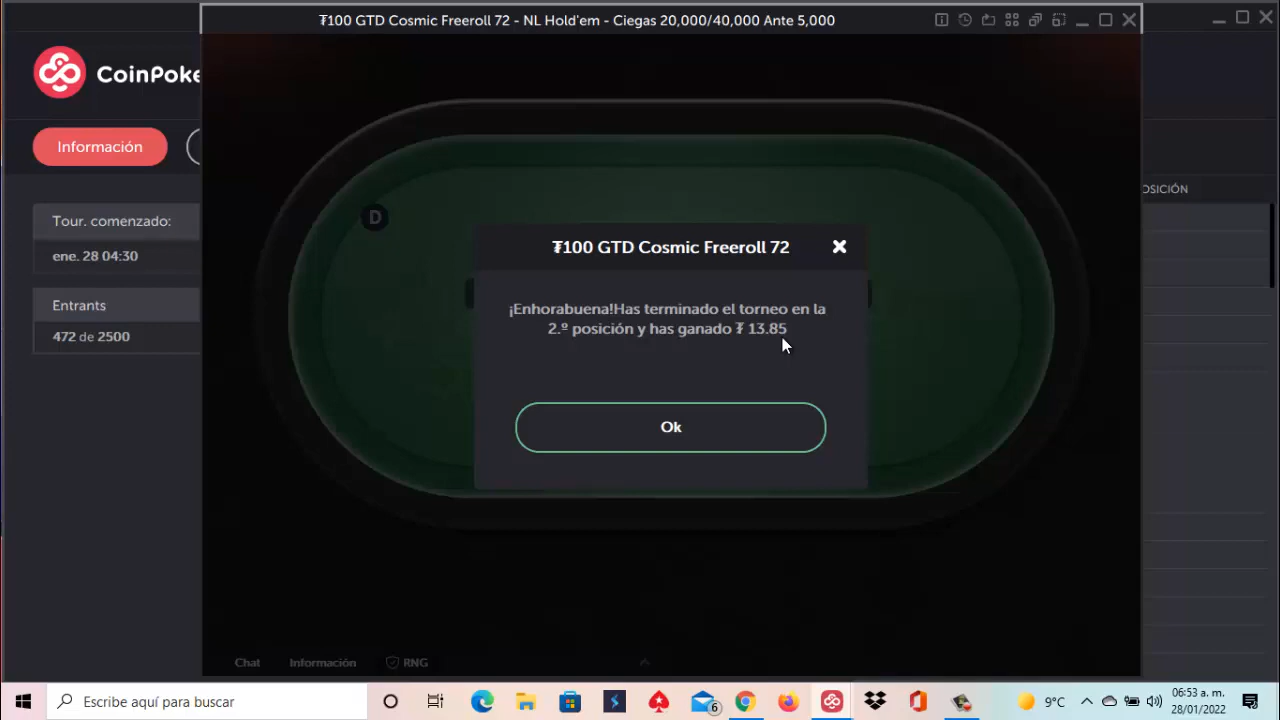 ₮100 GTD Cosmic Freeroll 72 - NL Hold'em - Ciegas 20,000/40,000 Ante 5,000
CoinPoke
Información
OSICIÓN
Tour. comenzado:
ene. 28 04:30
D
₮100 GTD Cosmic Freeroll 72
Entrants
472 de 2500
¡Enhorabuena!Has terminado el torneo en la
2.º posición y has ganado ₮ 13.85
Ok
Chat
Información
RNG
Escribe aquí para buscar
6
9°C
06:53 a. m.
28/01/2022